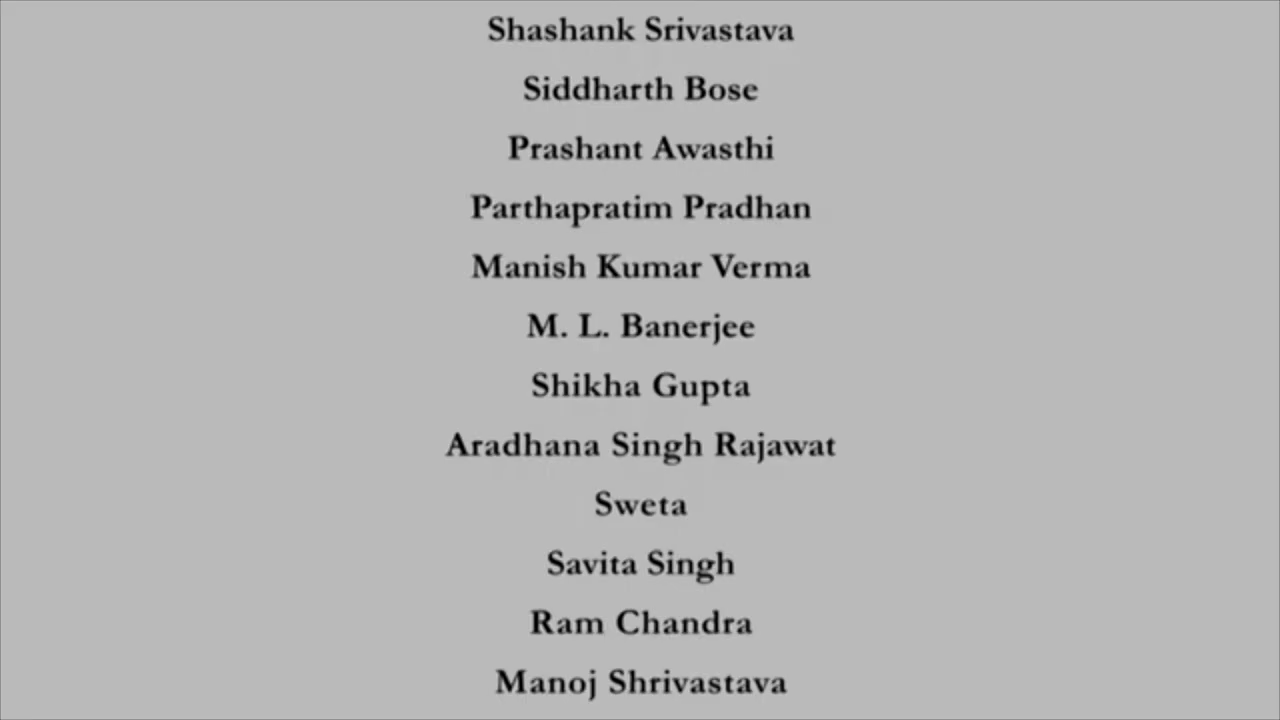 Shashank Srivastava
Siddharth Bose
Prashant Awasthi
Parthapratim Pradhan
Manish Kumar Verma
M. L. Banerjee
Shikha Gupta
Aradhana Singh Rajawat
Sweta
Savita Singh
Ram Chandra
Manoj Shrivastava